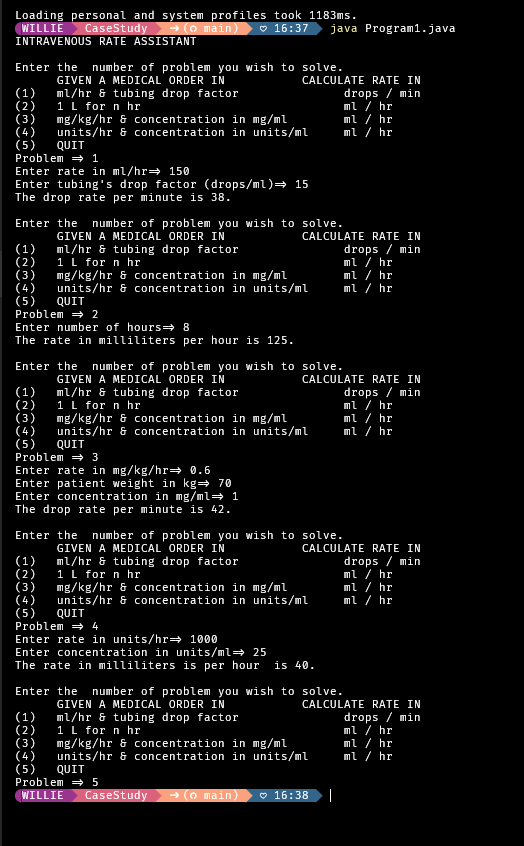 Loading personal and system profiles took 1183ms.
WILLIE CaseStudy → ( main) ♡ 16:37 java Program1.java
INTRAVENOUS RATE ASSISTANT
Enter the  number of problem you wish to solve.
      GIVEN A MEDICAL ORDER IN           CALCULATE RATE IN
(1)   ml/hr & tubing drop factor               drops / min
(2)   1 L for n hr                             ml / hr
(3)   mg/kg/hr & concentration in mg/ml        ml / hr
(4)   units/hr & concentration in units/ml     ml / hr
(5)   QUIT
Problem => 1
Enter rate in ml/hr=> 150
Enter tubing's drop factor (drops/ml)=> 15
The drop rate per minute is 38.
Enter the  number of problem you wish to solve.
      GIVEN A MEDICAL ORDER IN           CALCULATE RATE IN
(1)   ml/hr & tubing drop factor               drops / min
(2)   1 L for n hr                             ml / hr
(3)   mg/kg/hr & concentration in mg/ml        ml / hr
(4)   units/hr & concentration in units/ml     ml / hr
(5)   QUIT
Problem => 2
Enter number of hours=> 8
The rate in milliliters per hour is 125.
Enter the  number of problem you wish to solve.
      GIVEN A MEDICAL ORDER IN           CALCULATE RATE IN
(1)   ml/hr & tubing drop factor               drops / min
(2)   1 L for n hr                             ml / hr
(3)   mg/kg/hr & concentration in mg/ml        ml / hr
(4)   units/hr & concentration in units/ml     ml / hr
(5)   QUIT
Problem => 3
Enter rate in mg/kg/hr=> 0.6
Enter patient weight in kg=> 70
Enter concentration in mg/ml=> 1
The drop rate per minute is 42.
Enter the  number of problem you wish to solve.
      GIVEN A MEDICAL ORDER IN           CALCULATE RATE IN
(1)   ml/hr & tubing drop factor               drops / min
(2)   1 L for n hr                             ml / hr
(3)   mg/kg/hr & concentration in mg/ml        ml / hr
(4)   units/hr & concentration in units/ml     ml / hr
(5)   QUIT
Problem => 4
Enter rate in units/hr=> 1000
Enter concentration in units/ml=> 25
The rate in milliliters is per hour  is 40.
Enter the  number of problem you wish to solve.
      GIVEN A MEDICAL ORDER IN           CALCULATE RATE IN
(1)   ml/hr & tubing drop factor               drops / min
(2)   1 L for n hr                             ml / hr
(3)   mg/kg/hr & concentration in mg/ml        ml / hr
(4)   units/hr & concentration in units/ml     ml / hr
(5)   QUIT
Problem => 5
WILLIE CaseStudy → ( main) ♡ 16:38